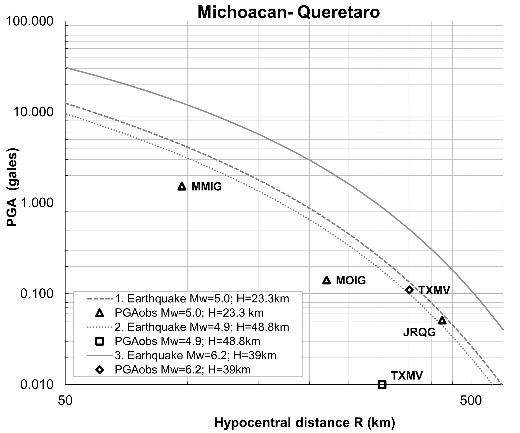 Michoacan- Queretaro
100.000
10.000
1.000
0.100
0.010
PGA (gales)
MMIG
MOIG
TXMV
JRQG
TXMV
1. Earthquake Mw=5.0; H=23.3km
PGAobs Mw=5.0; H=23.3 km
2. Earthquake Mw=4.9; H=48.8km
PGAobs Mw=4.9; H=48.8km
3. Earhquake Mw=6.2; H=39km
PGAobs Mw=6.2; H=39km
50
500
Hypocentral distance R (km)